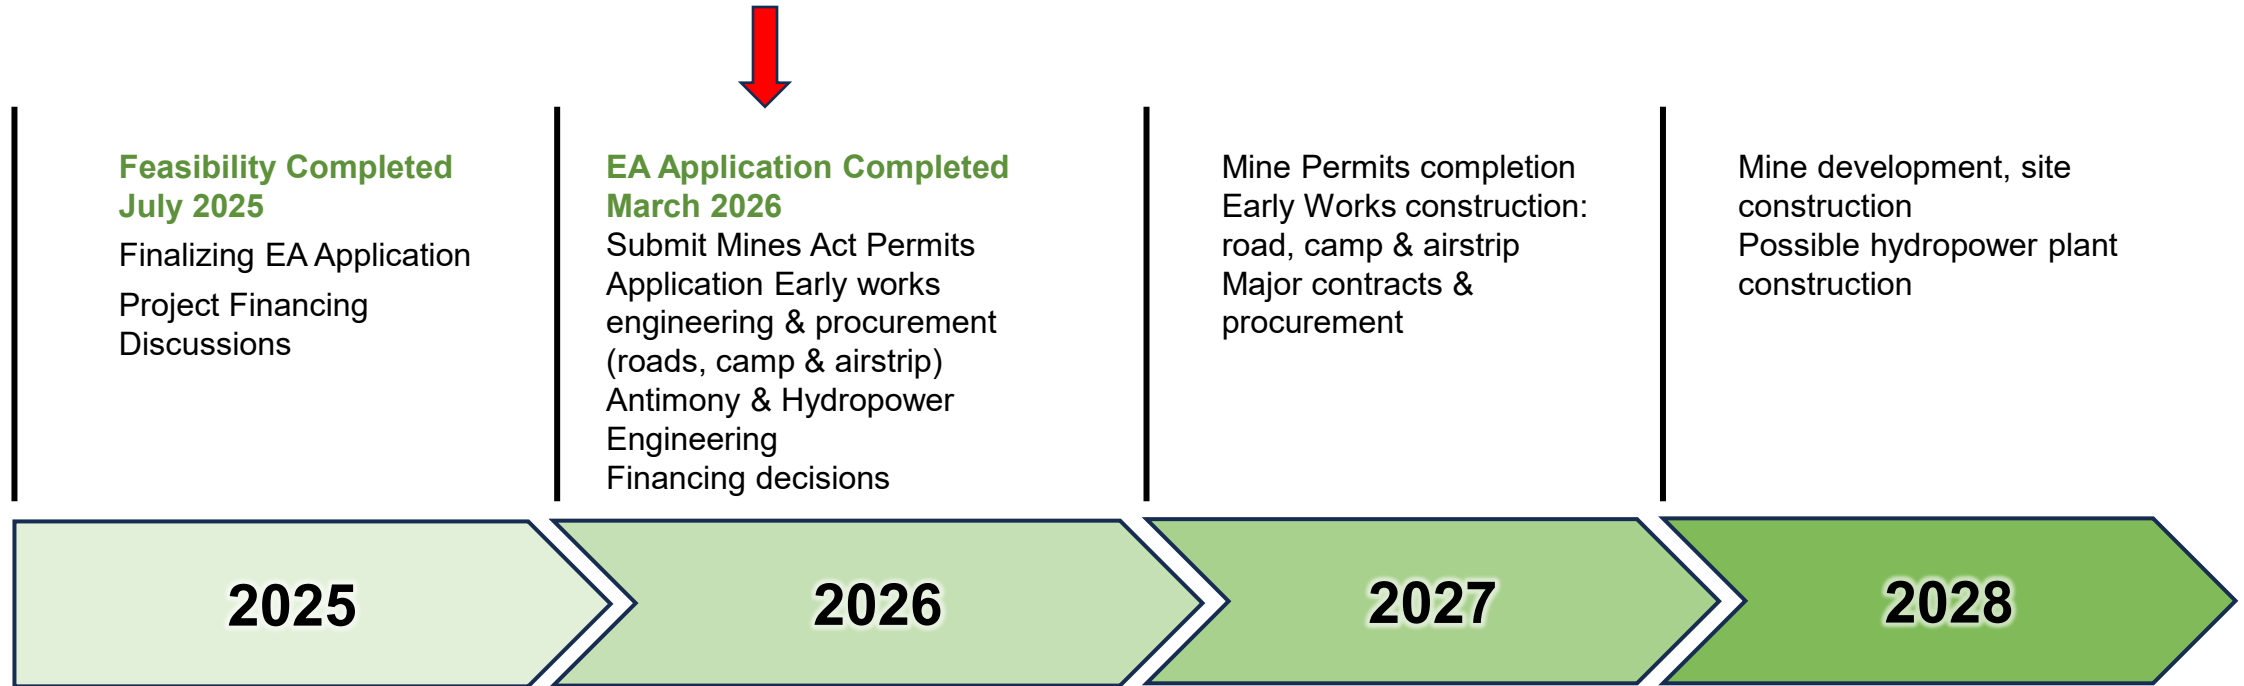 Feasibility Completed
July 2025
Finalizing EA Application
Project Financing
Discussions
EA Application Completed
March 2026
Submit Mines Act Permits
Application Early works
engineering & procurement
(roads, camp & airstrip)
Antimony & Hydropower
Engineering
Financing decisions
Mine Permits completion
Early Works construction:
road, camp & airstrip
Major contracts &
procurement
Mine development, site
construction
Possible hydropower plant
construction
2025
2026
2027
2028